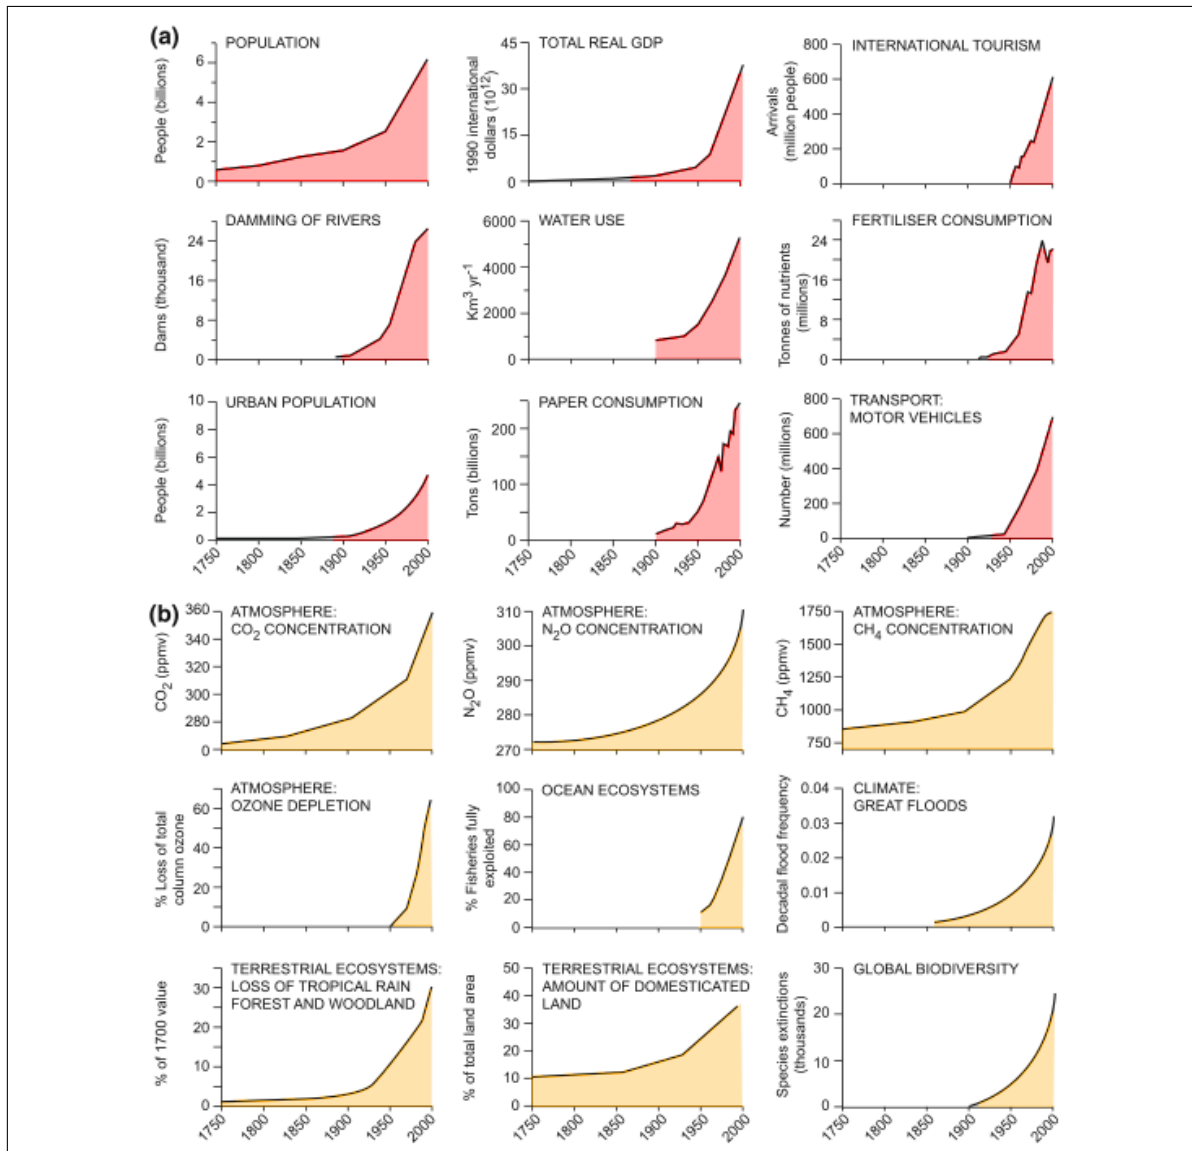 (a)
POPULATION
People (billions)
6
4
2
0
TOTAL REAL GDP
1990 international
dollars (10¹²)
45
30
15
0
INTERNATIONAL TOURISM
Arrivals
(million people)
800
600
400
200
0
DAMMING OF RIVERS
Dams (thousand)
24
16
8
0
WATER USE
Km³ yr⁻¹
6000
4000
2000
0
FERTILISER CONSUMPTION
Tonnes of nutrients
(millions)
24
16
8
0
URBAN POPULATION
People (billions)
10
8
6
4
2
0
1750 1800 1850 1900 1950 2000
PAPER CONSUMPTION
Tons (billions)
200
100
0
1750 1800 1850 1900 1950 2000
TRANSPORT:
MOTOR VEHICLES
Number (millions)
800
600
400
200
0
1750 1800 1850 1900 1950 2000
(b)
ATMOSPHERE:
CO₂ CONCENTRATION
CO₂ (ppmv)
360
340
320
300
280
0
ATMOSPHERE:
N₂O CONCENTRATION
N₂O (ppmv)
310
300
290
280
270
ATMOSPHERE:
CH₄ CONCENTRATION
CH₄ (ppmv)
1750
1500
1250
1000
750
ATMOSPHERE:
OZONE DEPLETION
% Loss of total
column ozone
60
40
20
0
OCEAN ECOSYSTEMS
% Fisheries fully
exploited
100
80
60
40
20
0
CLIMATE:
GREAT FLOODS
Decadal flood frequency
0.04
0.03
0.02
0.01
0
TERRESTRIAL ECOSYSTEMS:
LOSS OF TROPICAL RAIN
FOREST AND WOODLAND
% of 1700 value
30
20
10
0
1750 1800 1850 1900 1950 2000
TERRESTRIAL ECOSYSTEMS:
AMOUNT OF DOMESTICATED
LAND
% of total land area
50
40
30
20
10
0
1750 1800 1850 1900 1950 2000
GLOBAL BIODIVERSITY
Species extinctions
(thousands)
30
20
10
0
1750 1800 1850 1900 1950 2000